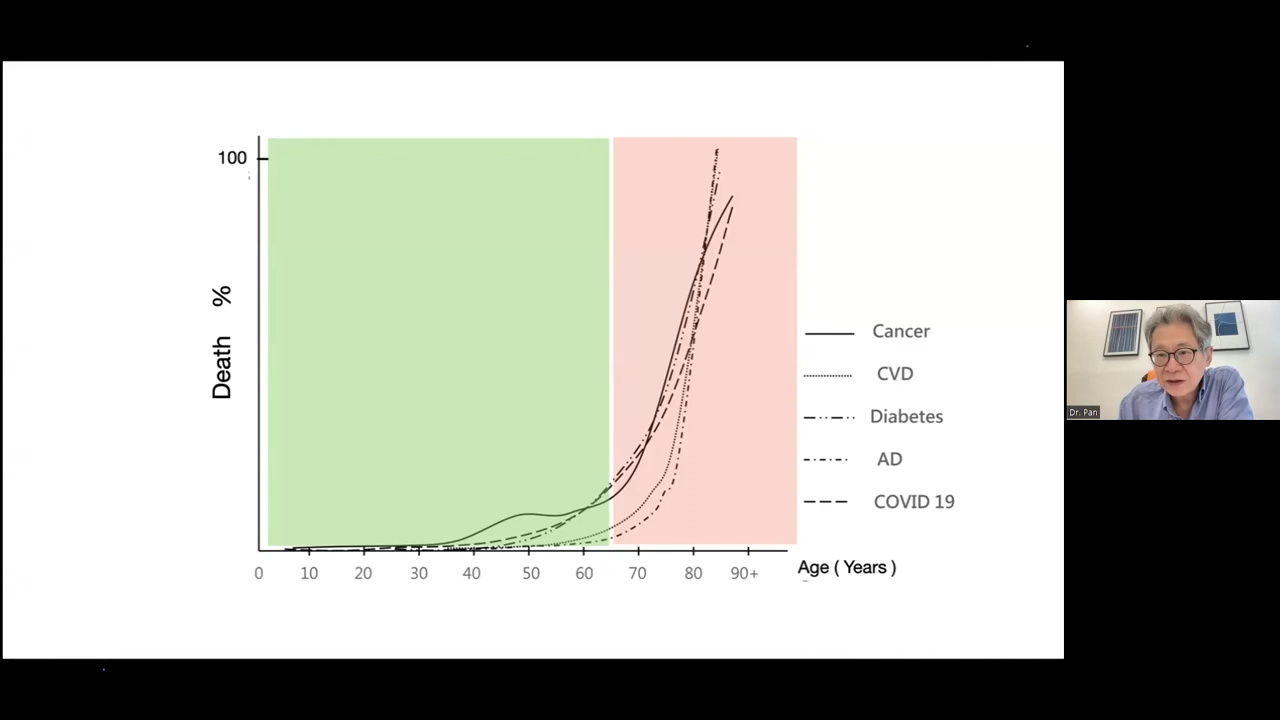 100
Death %
0 10 20 30 40 50 60 70 80 90+
Age ( Years )
Cancer
CVD
Diabetes
AD
COVID 19
Dr. Pan